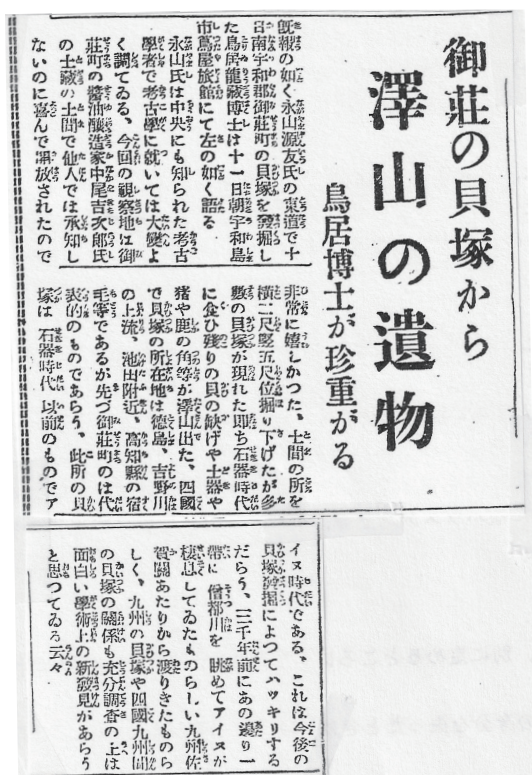 御莊の貝塚から
澤山の遺物
鳥居博士が珍重がる
既報の如く永山源友氏の東道で十
日南宇和郡御莊町の貝塚を發掘し
た鳥居龍藏博士は十一日朝宇和島
市蔦屋旅館にて左の如く語る
永山氏は中央にも知られた考古
學者で考古學に就いては大變よ
く調てゐる、今回の視察地は御
莊町の醬油釀造家中尾吉次郎氏
の土藏の土間で他人では承知し
ないのに喜んで解放されたので
非常に嬉しかつた、土間の所を
横二尺竪五尺位掘り下げたが多
數の貝塚が現れた即ち石器時代
に食ひ殘りの貝の缺げや土器や
猪や鹿の角等が澤山出た、四國
で貝塚の所在地は德島、吉野川
の上流、池田附近、高知縣の宿
毛等であるが先づ御莊町のは代
表的のものであらう、此所の貝
塚は 石器時代 以前のものでア
イヌ時代である、これは今後の
貝塚發掘によつてハッキリする
だらう、三千年前にあの邊り一
帶に 僧都川を 眺めてアイヌが
棲息してゐたものらしい九州佐
賀關あたりから渡りきたものら
しく、九州の貝塚や四國九州間
の貝塚の關係も充分調査の上は
面白い學術上の新發見があらう
と思つてゐる云々